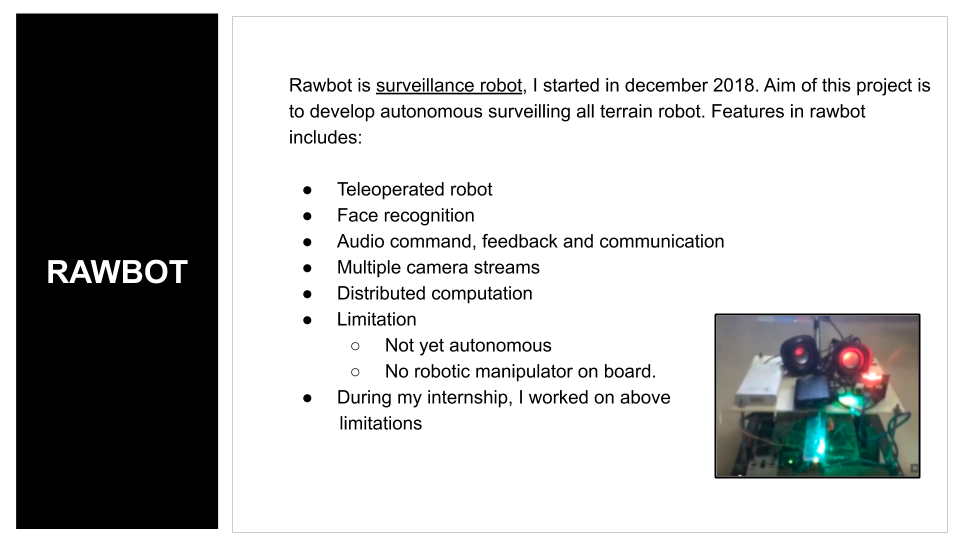 RAWBOT
Rawbot is surveillance robot, I started in december 2018. Aim of this project is
to develop autonomous surveilling all terrain robot. Features in rawbot
includes:
● Teleoperated robot
● Face recognition
● Audio command, feedback and communication
● Multiple camera streams
● Distributed computation
● Limitation
○ Not yet autonomous
○ No robotic manipulator on board.
● During my internship, I worked on above
limitations